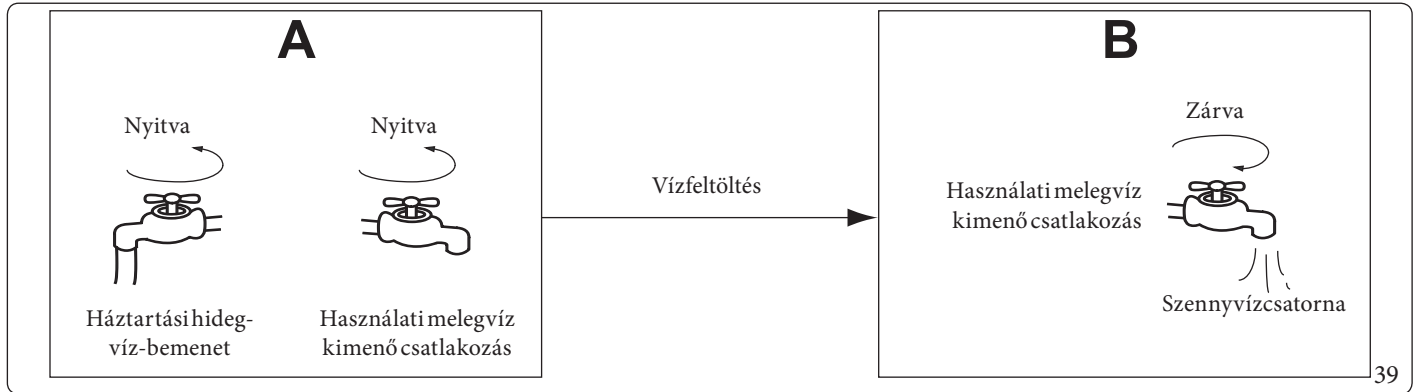 A
Nyitva
Nyitva
Háztartási hideg-
víz-bemenet
Használati melegvíz
kimenő csatlakozás
Vízfeltöltés
B
Zárva
Használati melegvíz
kimenő csatlakozás
Szennyvízcsatorna
39